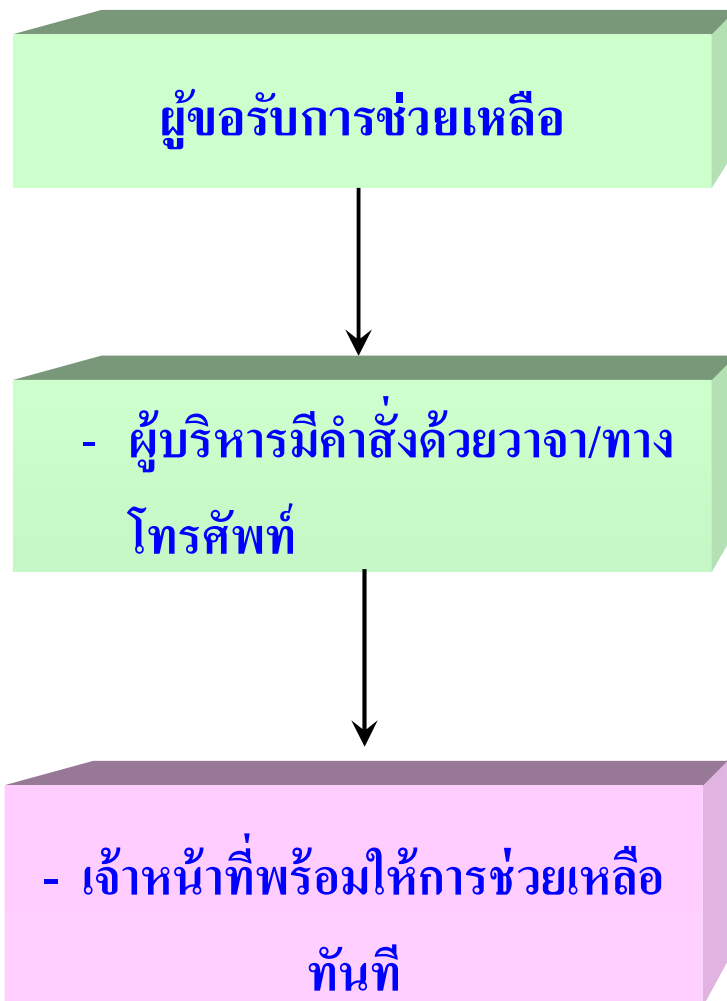 ผู้ขอรับการช่วยเหลือ
- ผู้บริหารมีคำสั่งด้วยวาจา/ทาง
โทรศัพท์
- เจ้าหน้าที่พร้อมให้การช่วยเหลือ
ทันที